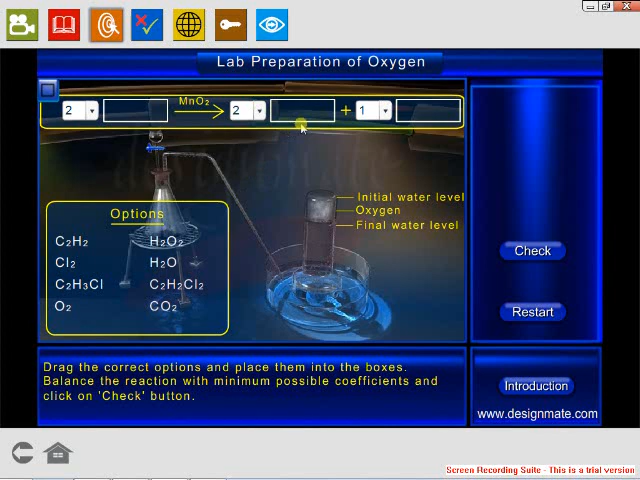 Lab Preparation of Oxygen
2 MnO₂ 2 + 1
Initial water level
Oxygen
Final water level
Options
C₂H₂ H₂O₂
Cl₂ H₂O
C₂H₃Cl C₂H₂Cl₂
O₂ CO₂
Check
Restart
Drag the correct options and place them into the boxes.
Balance the reaction with minimum possible coefficients and
click on 'Check' button.
Introduction
www.designmate.com
Screen Recording Suite - This is a trial version